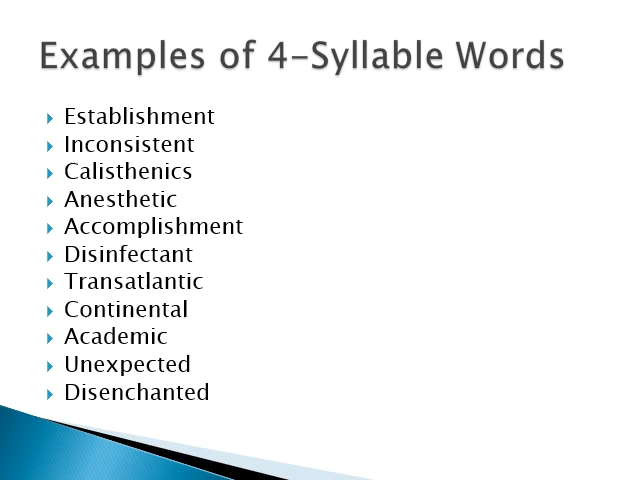 Examples of 4-Syllable Words
Establishment
Inconsistent
Calisthenics
Anesthetic
Accomplishment
Disinfectant
Transatlantic
Continental
Academic
Unexpected
Disenchanted